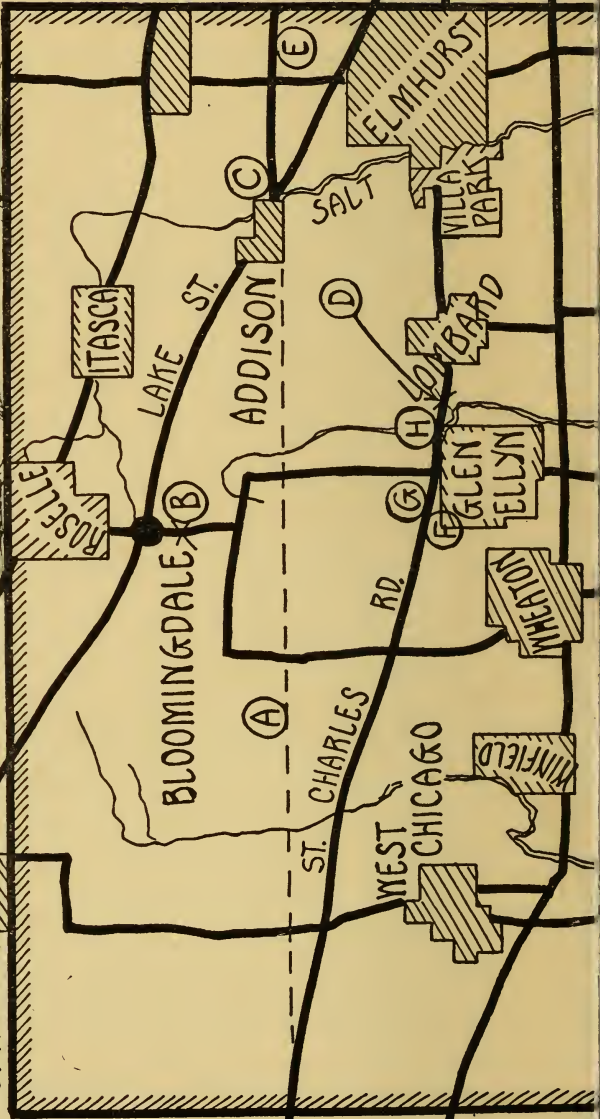 E
ELMHURST
C
SALT
VILLA
PARK
ITASCA
LAKE ST.
ADDISON
D
LOMBARD
H
GLEN
ELLYN
ROSELLE
B
G
F
BLOOMINGDALE
RD.
WHEATON
A
ST. CHARLES
WINFIELD
WEST
CHICAGO